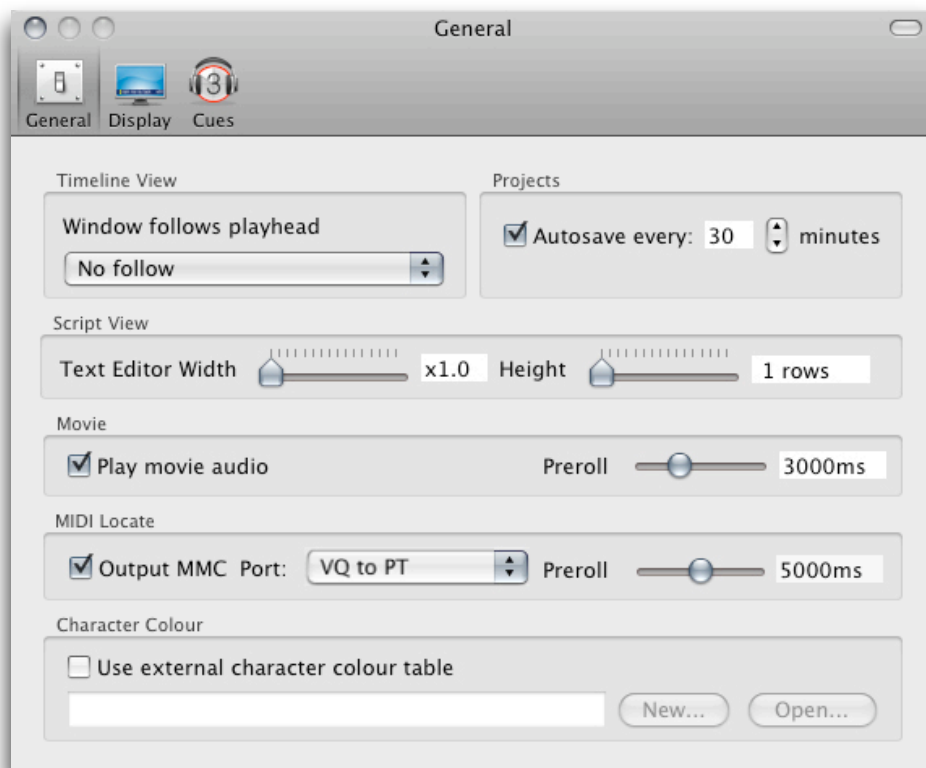 General
3
General Display Cues
Timeline View
Window follows playhead
No follow
Projects
Autosave every: 30 minutes
Script View
Text Editor Width x1.0 Height 1 rows
Movie
Play movie audio Preroll 3000ms
MIDI Locate
Output MMC Port: VQ to PT Preroll 5000ms
Character Colour
Use external character colour table
New... Open...